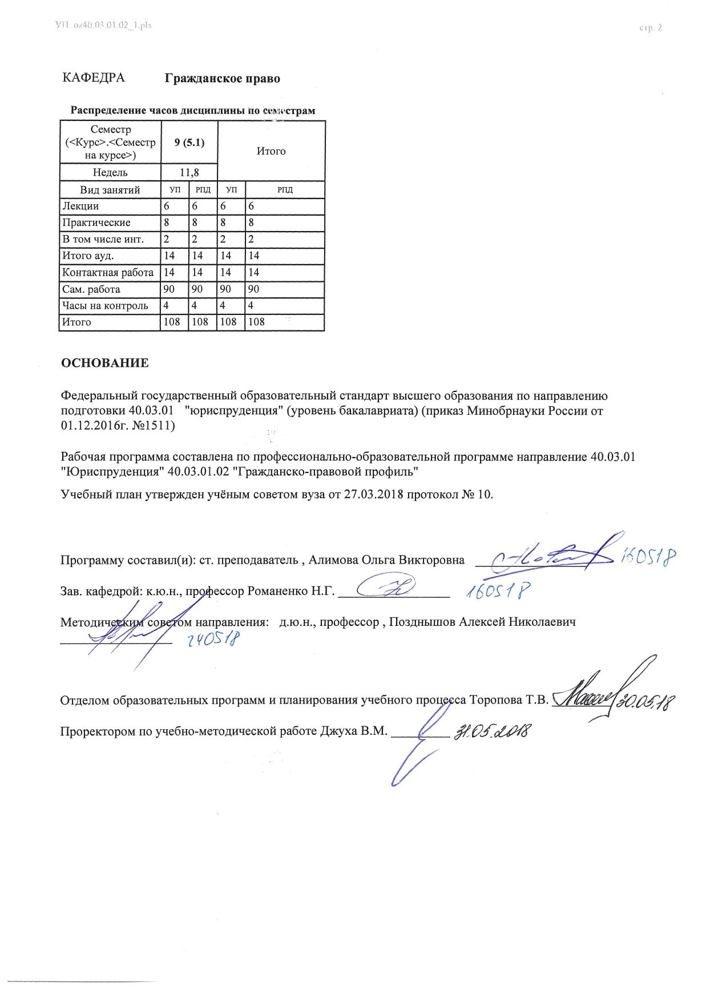 УП: oz40.03.01.02_1.plx стр. 2
КАФЕДРА Гражданское право
Распределение часов дисциплины по семестрам
Семестр
(<Курс>.<Семестр
на курсе>)
9 (5.1)
Итого
Недель 11,8
Вид занятий УП РПД УП РПД
Лекции 6 6 6 6
Практические 8 8 8 8
В том числе инт. 2 2 2 2
Итого ауд. 14 14 14 14
Контактная работа 14 14 14 14
Сам. работа 90 90 90 90
Часы на контроль 4 4 4 4
Итого 108 108 108 108
ОСНОВАНИЕ
Федеральный государственный образовательный стандарт высшего образования по направлению
подготовки 40.03.01 "юриспруденция" (уровень бакалавриата) (приказ Минобрнауки России от
01.12.2016г. №1511)
Рабочая программа составлена по профессионально-образовательной программе направление 40.03.01
"Юриспруденция" 40.03.01.02 "Гражданско-правовой профиль"
Учебный план утвержден учёным советом вуза от 27.03.2018 протокол № 10.
Программу составил(и): ст. преподаватель , Алимова Ольга Викторовна 160518
Зав. кафедрой: к.ю.н., профессор Романенко Н.Г. 160518
Методическим советом направления: д.ю.н., профессор , Позднышов Алексей Николаевич
240518
Отделом образовательных программ и планирования учебного процесса Торопова Т.В. 30.05.18
Проректором по учебно-методической работе Джуха В.М. 31.05.2018